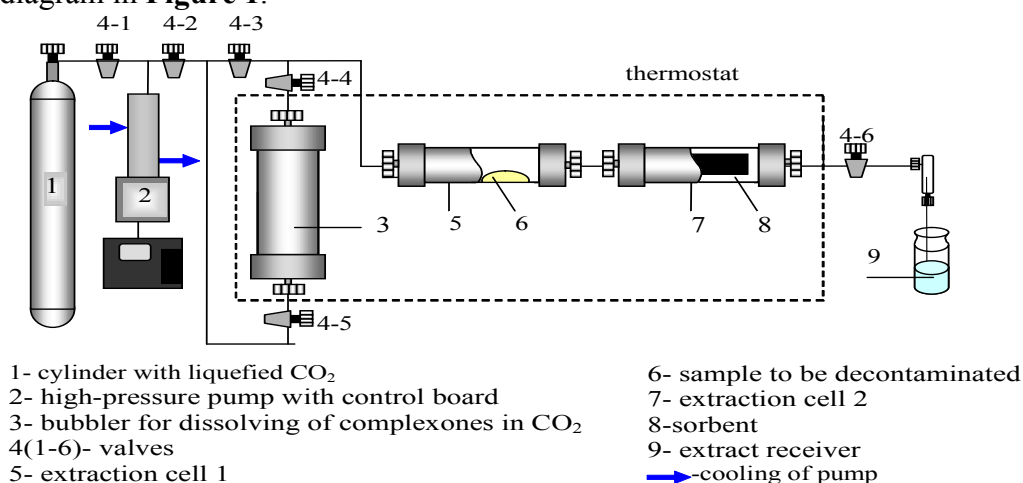 diagram in Figure 1.
4-1 4-2 4-3
4-4
thermostat
4-6
1
2
3
5
6
7
8
9
4-5
1- cylinder with liquefied CO₂
2- high-pressure pump with control board
3- bubbler for dissolving of complexones in CO₂
4(1-6)- valves
5- extraction cell 1
6- sample to be decontaminated
7- extraction cell 2
8-sorbent
9- extract receiver
-cooling of pump